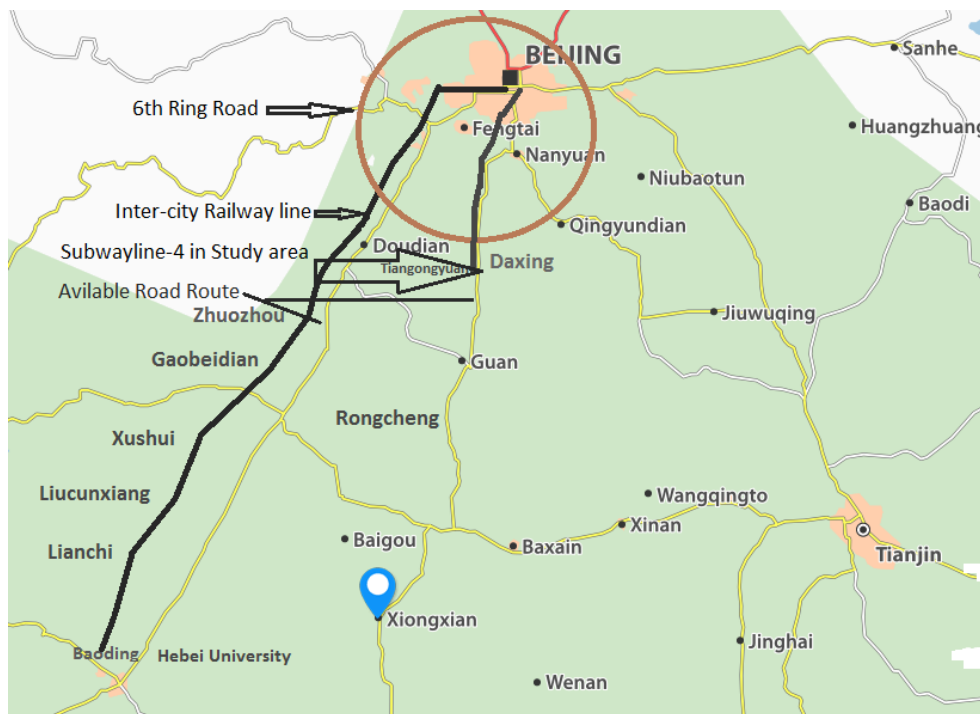 BEIJING
Sanhe
6th Ring Road
Fengtai
Huangzhuang
Nanyuan
Niubaotun
Baodi
Inter-city Railway line
Qingyundian
Subwayline-4 in Study area
Doudian
Tiangongyuan
Daxing
Avilable Road Route
Zhuozhou
Jiuwuqing
Gaobeidian
Guan
Rongcheng
Xushui
Liucunxiang
Wangqingto
Xinan
Lianchi
Baigou
Baxain
Tianjin
Xiongxian
Baoding
Hebei University
Jinghai
Wenan